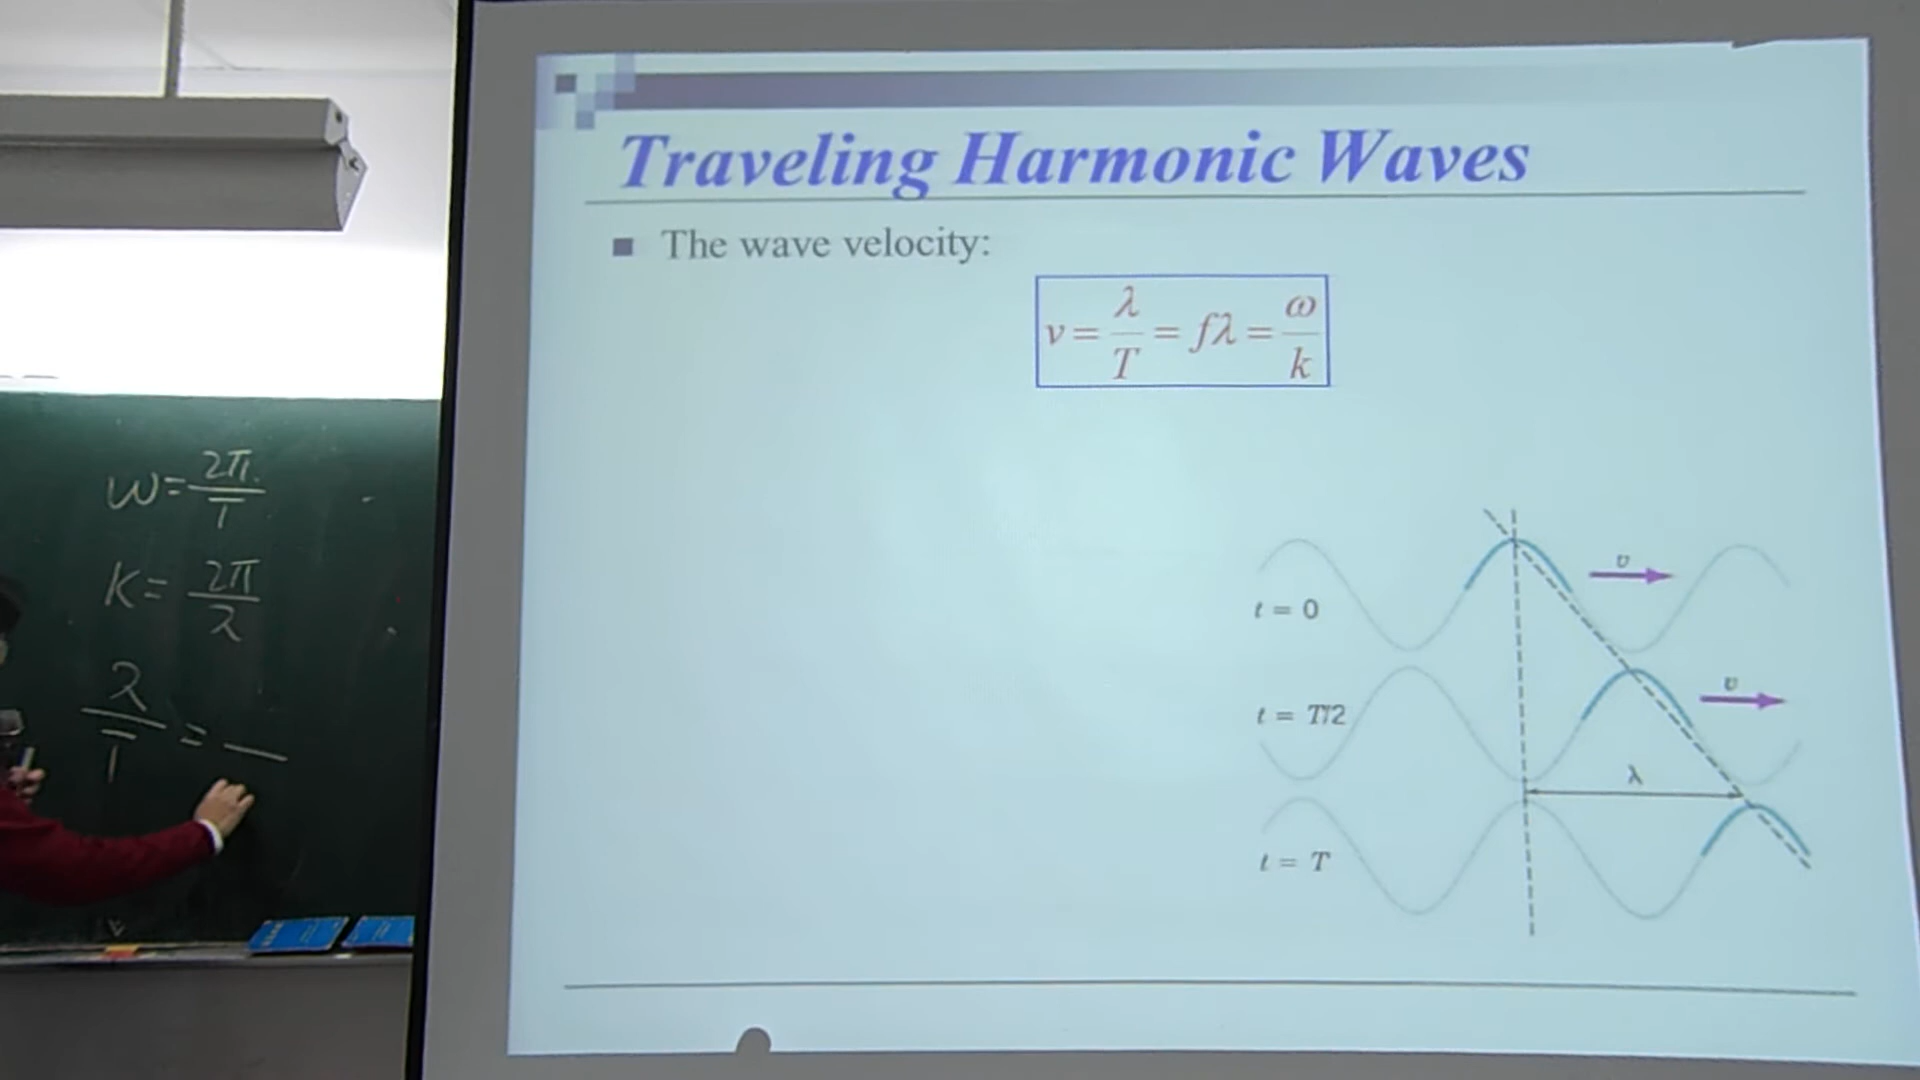 Traveling Harmonic Waves
■ The wave velocity:
v = λ/T = fλ = ω/k
t = 0
v
t = T/2
v
λ
t = T
ω = 2π/T
K = 2π/λ
λ/T = —